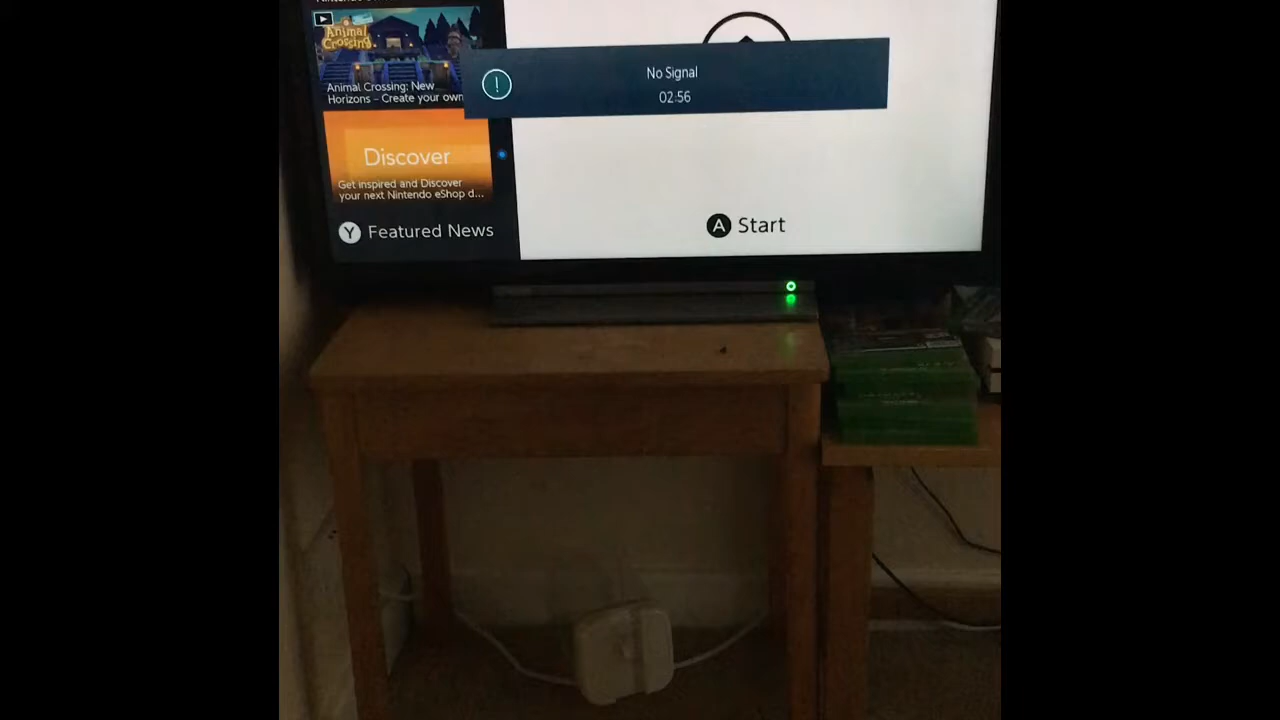 Animal
Crossing
Animal Crossing: New
Horizons – Create your own
No Signal
02:56
Discover
Get inspired and Discover
your next Nintendo eShop d...
Y Featured News
A Start